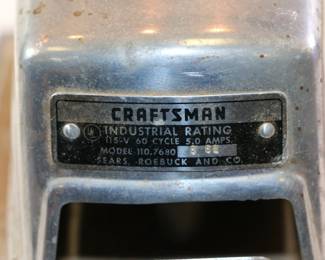 CRAFTSMAN
INDUSTRIAL RATING
115-V 60 CYCLE 5.0 AMPS.
MODEL 110.7680
SEARS, ROEBUCK AND CO.